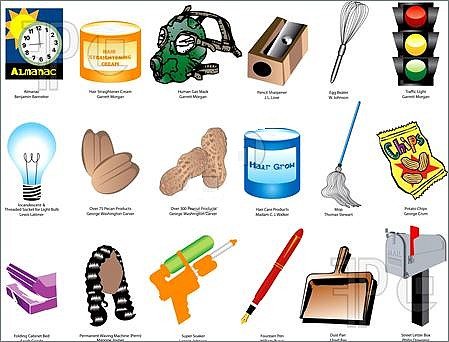 Almanac
Almanac
Benjamin Banneker
HAIR
STRAIGHTENING
CREAM
Hair Straightener Cream
Garrett Morgan
Human Gas Mask
Garrett Morgan
Pencil Sharpener
J.L. Love
Egg Beater
W. Johnson
Traffic Light
Garrett Morgan
Incandescent &
Threaded Socket for Light Bulb
Lewis Latimer
Over 75 Pecan Products
George Washington Carver
Over 300 Peanut Products
George Washington Carver
Hair Grow
Hair Care Products
Madam C.J. Walker
Mop
Thomas Stewart
Chips
Potato Chips
George Crum
Folding Cabinet Bed
Permanent Waving Machine (Perm)
Super Soaker
Fountain Pen
Dust Pan
MAIL
Street Letter Box